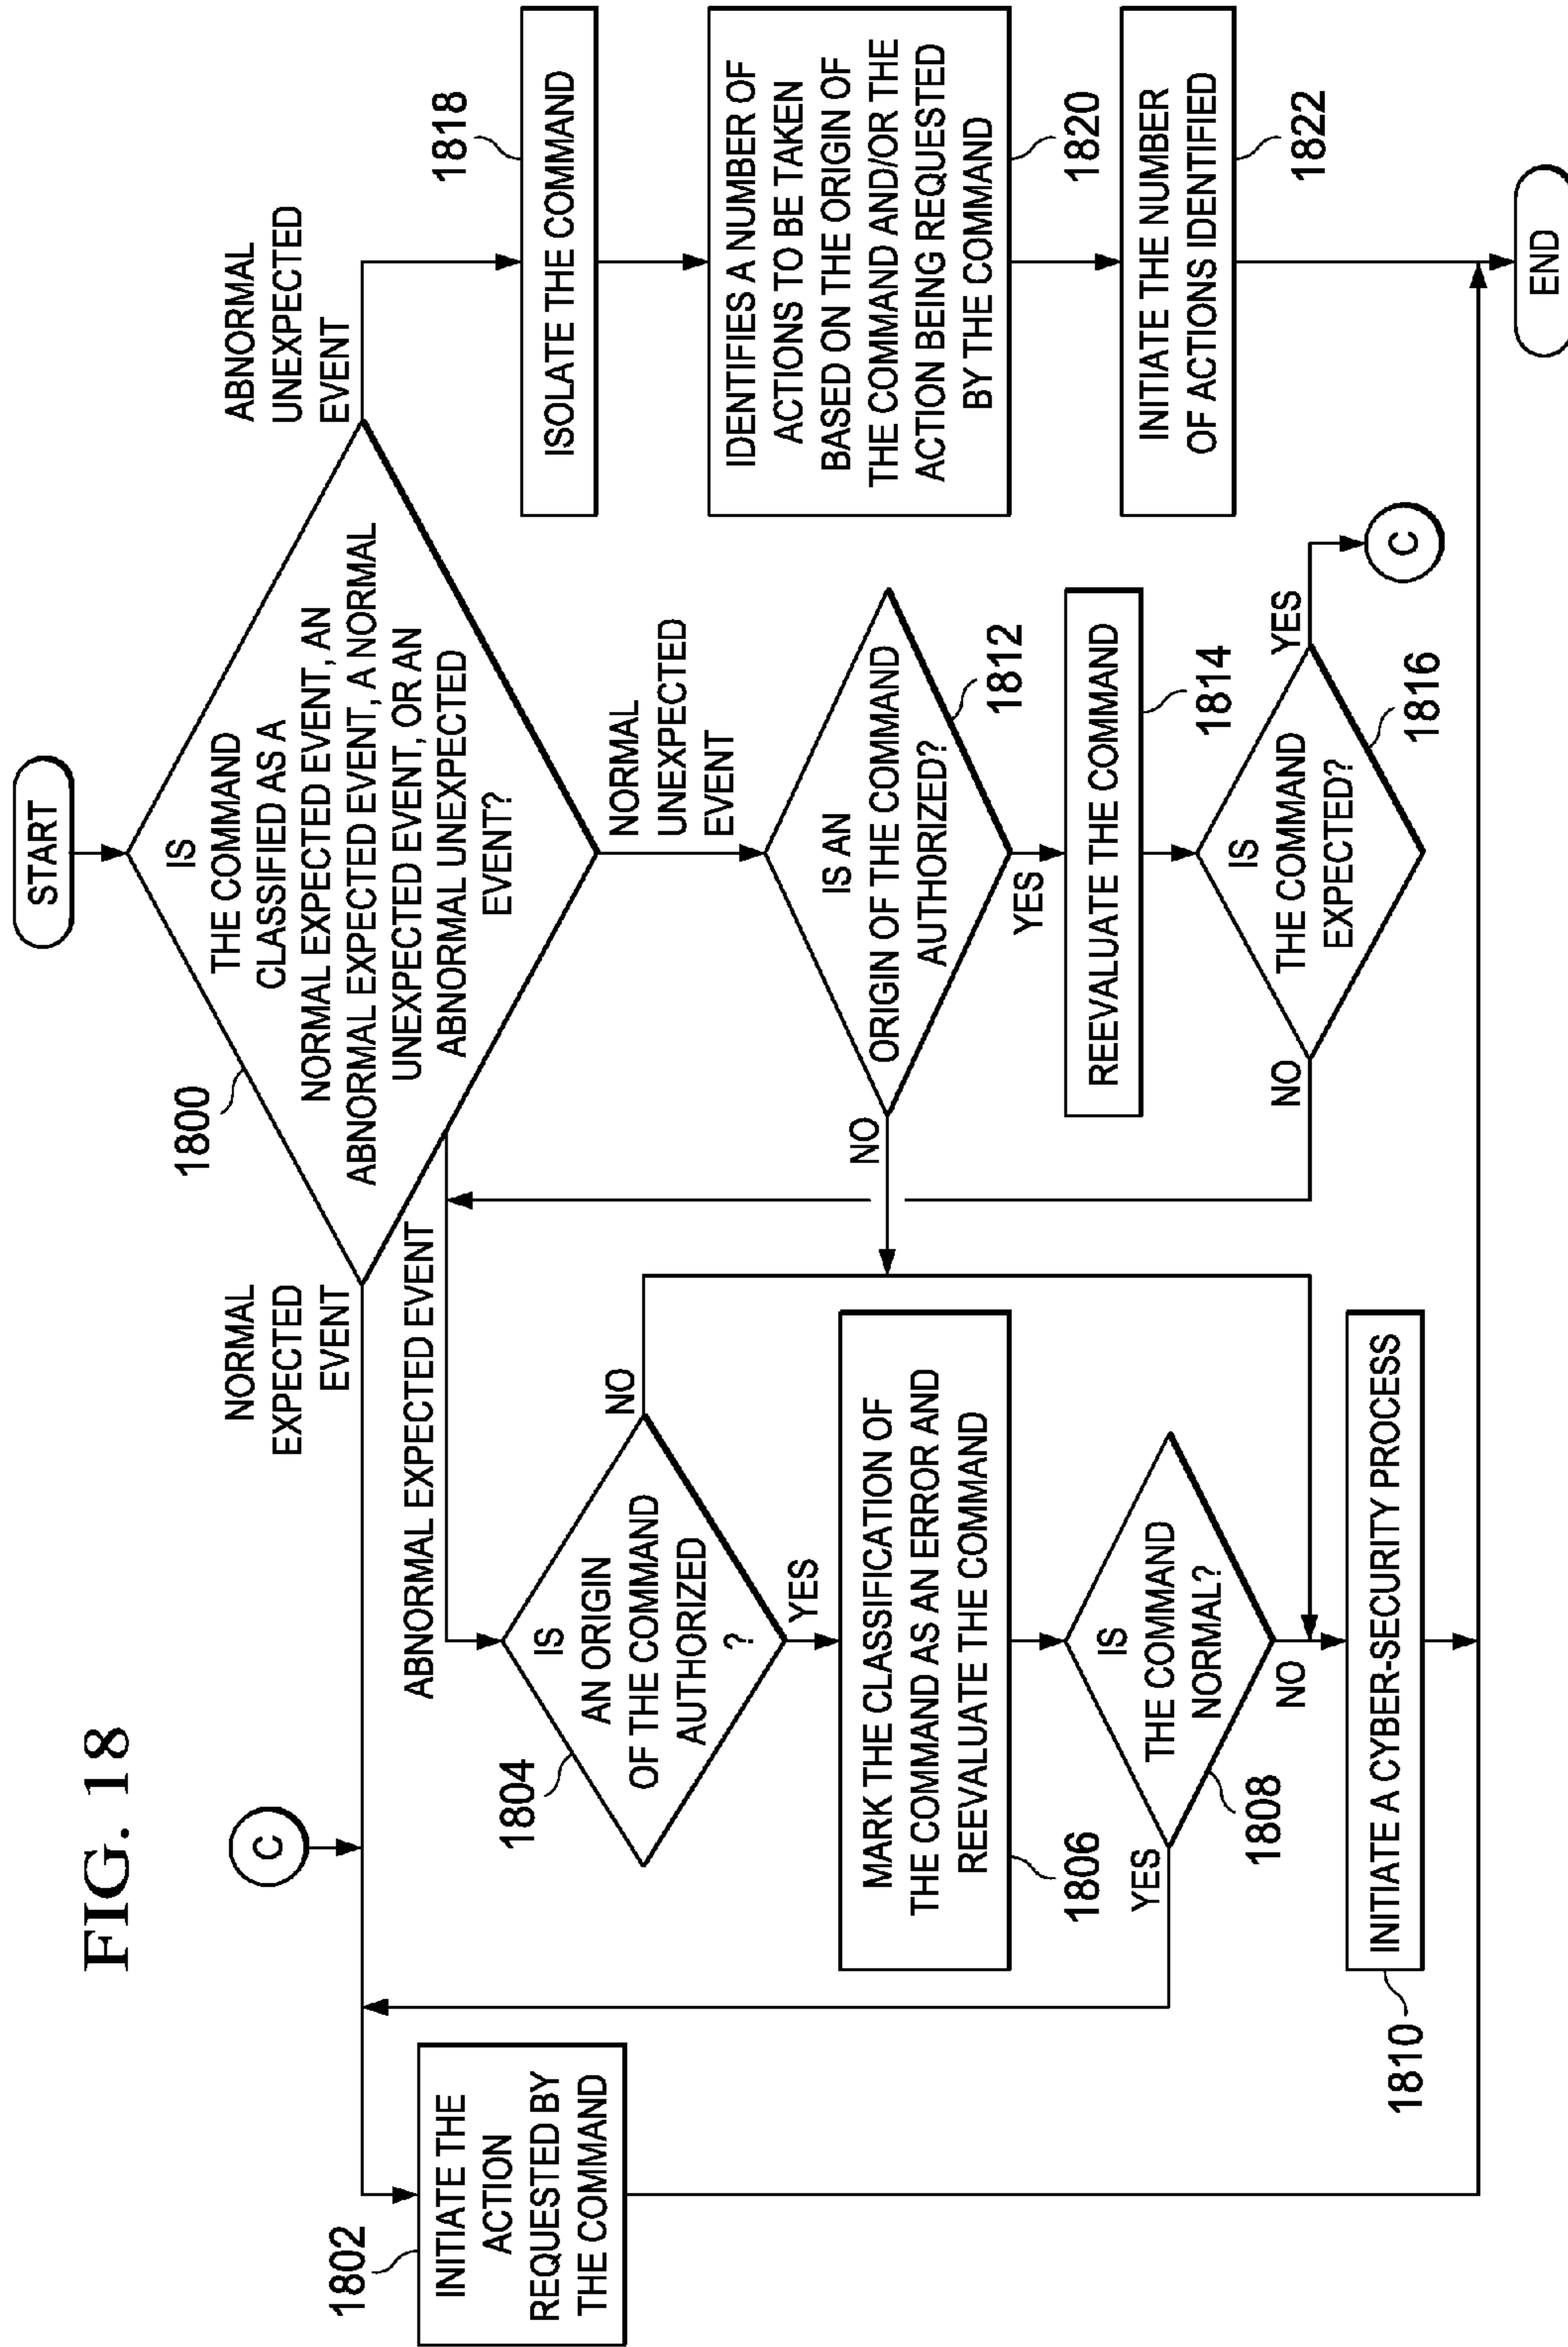 FIG. 18
START
IS
THE COMMAND
CLASSIFIED AS A
NORMAL EXPECTED EVENT, AN
ABNORMAL EXPECTED EVENT, A NORMAL
UNEXPECTED EVENT, OR AN
ABNORMAL UNEXPECTED
EVENT?
1800
NORMAL
EXPECTED
EVENT
C
1802
INITIATE THE
ACTION
REQUESTED BY
THE COMMAND
ABNORMAL EXPECTED EVENT
1804
IS
AN ORIGIN
OF THE COMMAND
AUTHORIZED
?
NO
YES
MARK THE CLASSIFICATION OF
THE COMMAND AS AN ERROR AND
REEVALUATE THE COMMAND
1806
IS
THE COMMAND
NORMAL?
1808
YES
NO
INITIATE A CYBER-SECURITY PROCESS
1810
NORMAL
UNEXPECTED
EVENT
IS AN
ORIGIN OF THE COMMAND
AUTHORIZED?
1812
NO
YES
REEVALUATE THE COMMAND
1814
IS
THE COMMAND
EXPECTED?
1816
NO
YES
C
ABNORMAL
UNEXPECTED
EVENT
1818
ISOLATE THE COMMAND
IDENTIFIES A NUMBER OF
ACTIONS TO BE TAKEN
BASED ON THE ORIGIN OF
THE COMMAND AND/OR THE
ACTION BEING REQUESTED
BY THE COMMAND
1820
INITIATE THE NUMBER
OF ACTIONS IDENTIFIED
1822
END